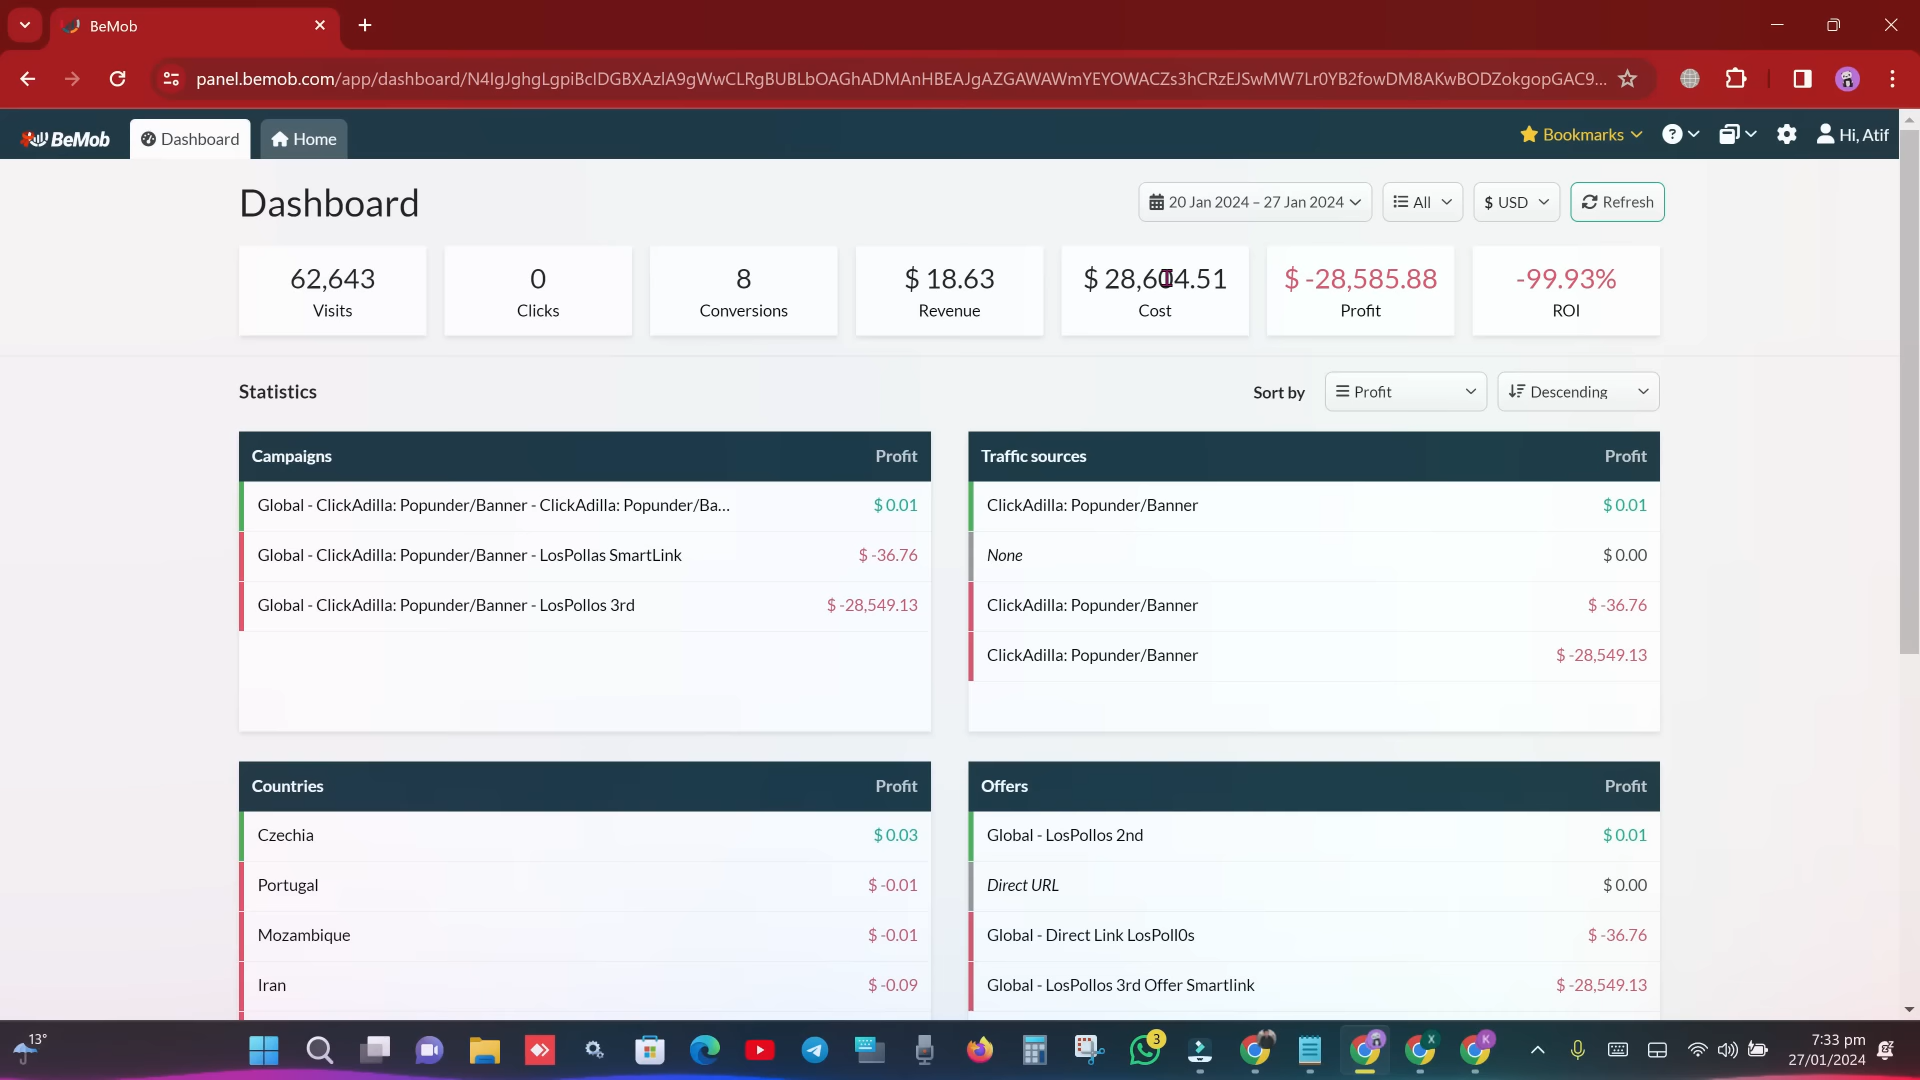 BeMob
panel.bemob.com/app/dashboard/
BeMob
Dashboard
Home
Bookmarks
Hi, Atif
Dashboard
20 Jan 2024 – 27 Jan 2024
All
$ USD
Refresh
62,643
Visits
0
Clicks
8
Conversions
$ 18.63
Revenue
$ 28,604.51
Cost
$ -28,585.88
Profit
-99.93%
ROI
Statistics
Sort by
Profit
Descending
Campaigns Profit
Global - ClickAdilla: Popunder/Banner - ClickAdilla: Popunder/Ba... $ 0.01
Global - ClickAdilla: Popunder/Banner - LosPollas SmartLink $ -36.76
Global - ClickAdilla: Popunder/Banner - LosPollos 3rd $ -28,549.13
Traffic sources Profit
ClickAdilla: Popunder/Banner $ 0.01
None $ 0.00
ClickAdilla: Popunder/Banner $ -36.76
ClickAdilla: Popunder/Banner $ -28,549.13
Countries Profit
Czechia $ 0.03
Portugal $ -0.01
Mozambique $ -0.01
Iran $ -0.09
Offers Profit
Global - LosPollos 2nd $ 0.01
Direct URL $ 0.00
Global - Direct Link LosPoll0s $ -36.76
Global - LosPollos 3rd Offer Smartlink $ -28,549.13
13°
3
X
K
7:33 pm
27/01/2024